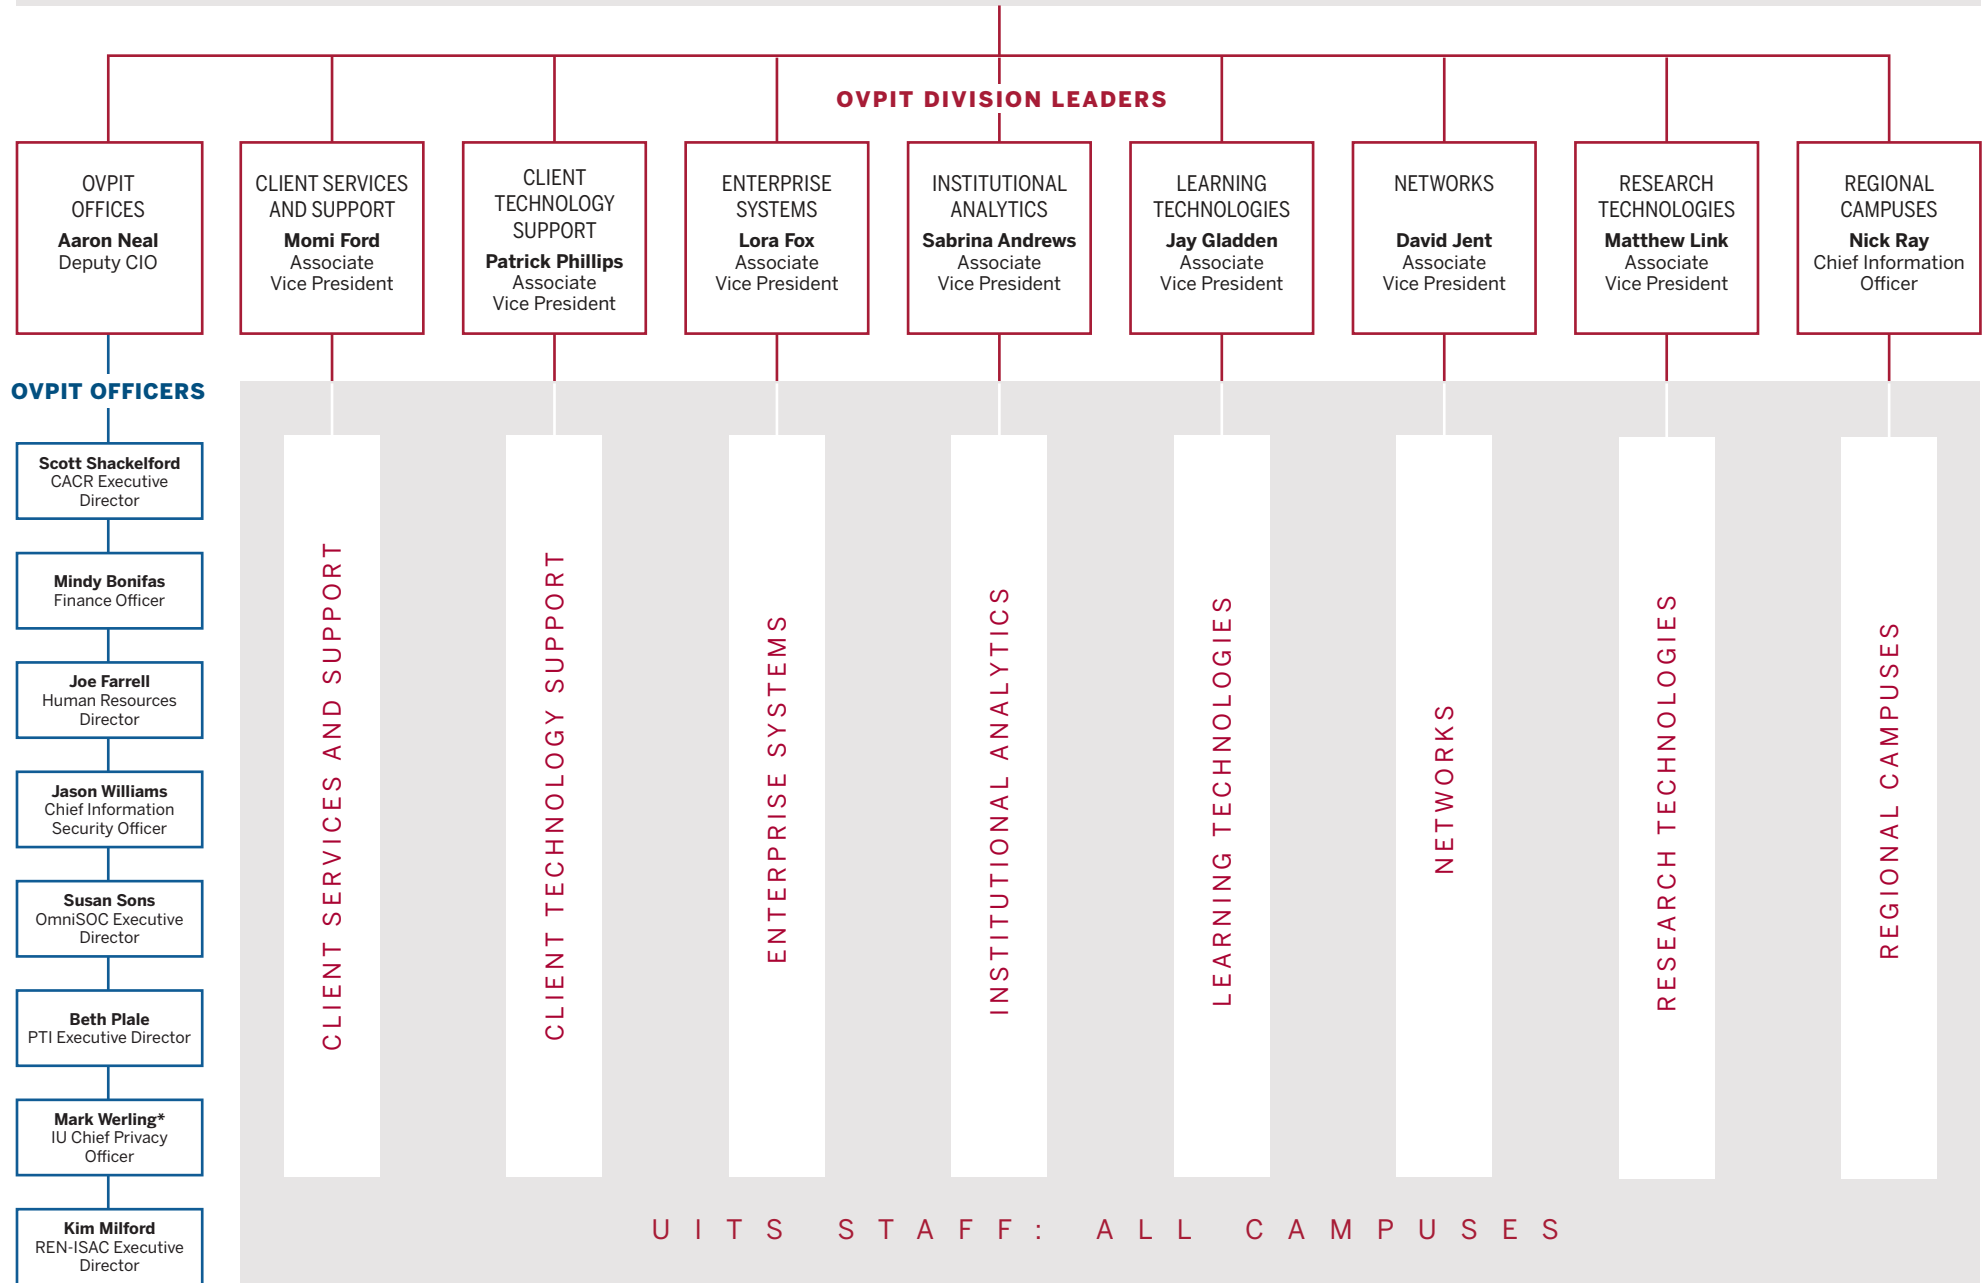 OVPIT DIVISION LEADERS
OVPIT
OFFICES
Aaron Neal
Deputy CIO
CLIENT SERVICES
AND SUPPORT
Momi Ford
Associate
Vice President
CLIENT
TECHNOLOGY
SUPPORT
Patrick Phillips
Associate
Vice President
ENTERPRISE
SYSTEMS
Lora Fox
Associate
Vice President
INSTITUTIONAL
ANALYTICS
Sabrina Andrews
Associate
Vice President
LEARNING
TECHNOLOGIES
Jay Gladden
Associate
Vice President
NETWORKS
David Jent
Associate
Vice President
RESEARCH
TECHNOLOGIES
Matthew Link
Associate
Vice President
REGIONAL
CAMPUSES
Nick Ray
Chief Information
Officer
OVPIT OFFICERS
Scott Shackelford
CACR Executive
Director
Mindy Bonifas
Finance Officer
Joe Farrell
Human Resources
Director
Jason Williams
Chief Information
Security Officer
Susan Sons
OmniSOC Executive
Director
Beth Plale
PTI Executive Director
Mark Werling*
IU Chief Privacy
Officer
Kim Milford
REN-ISAC Executive
Director
CLIENT SERVICES AND SUPPORT
CLIENT TECHNOLOGY SUPPORT
ENTERPRISE SYSTEMS
INSTITUTIONAL ANALYTICS
LEARNING TECHNOLOGIES
NETWORKS
RESEARCH TECHNOLOGIES
REGIONAL CAMPUSES
UITS STAFF: ALL CAMPUSES